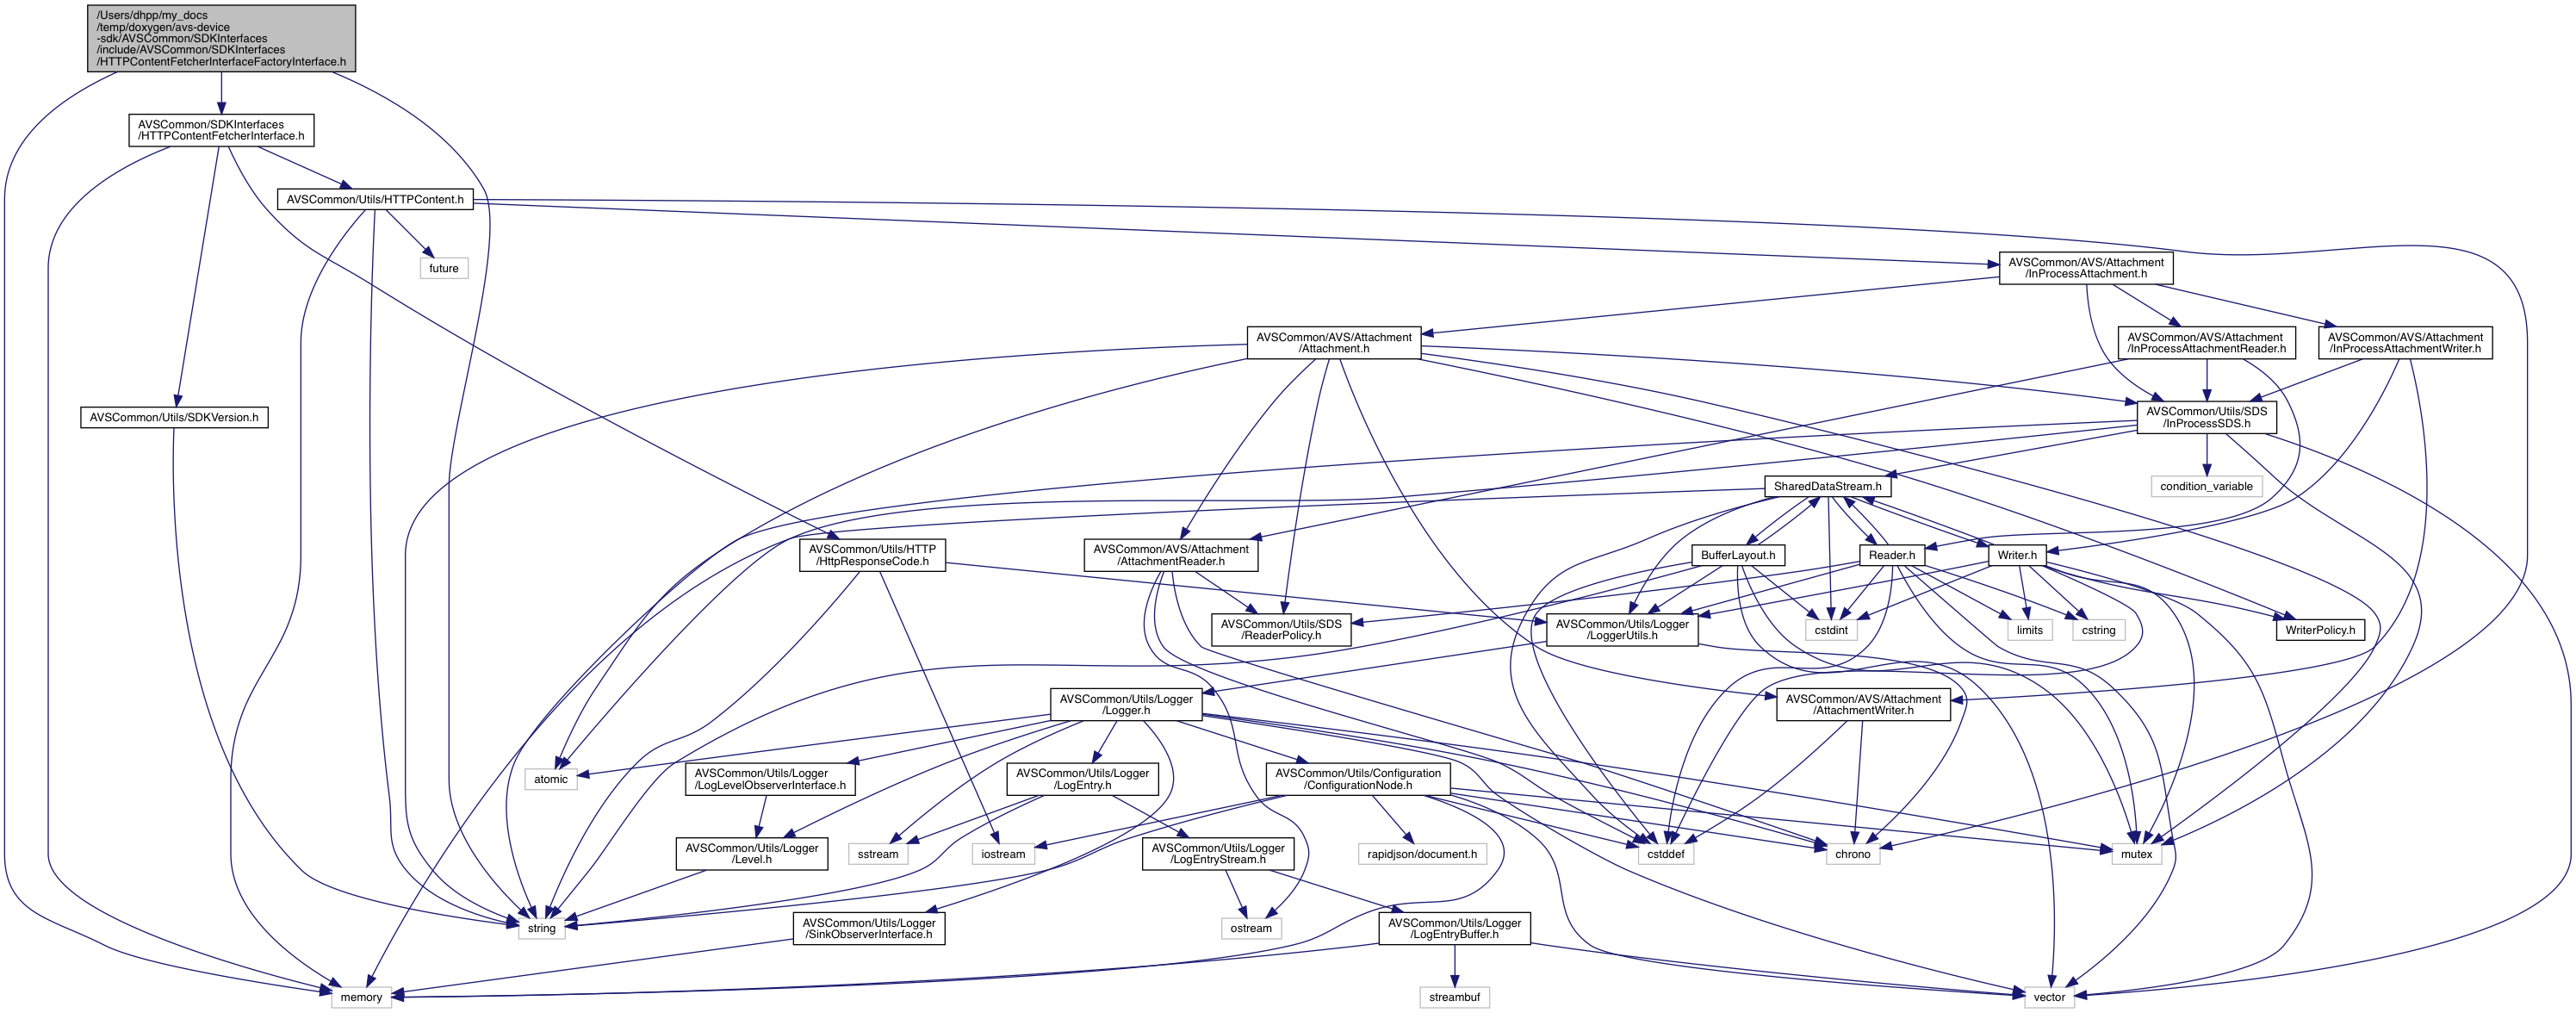 /Users/dhpp/my_docs
/temp/doxygen/avs-device
-sdk/AVSCommon/SDKInterfaces
/include/AVSCommon/SDKInterfaces
/HTTPContentFetcherInterfaceFactoryInterface.h
AVSCommon/SDKInterfaces
/HTTPContentFetcherInterface.h
AVSCommon/Utils/HTTPContent.h
future
AVSCommon/AVS/Attachment
/InProcessAttachment.h
AVSCommon/AVS/Attachment
/Attachment.h
AVSCommon/AVS/Attachment
/InProcessAttachmentReader.h
AVSCommon/AVS/Attachment
/InProcessAttachmentWriter.h
AVSCommon/Utils/SDKVersion.h
AVSCommon/Utils/SDS
/InProcessSDS.h
SharedDataStream.h
condition_variable
AVSCommon/Utils/HTTP
/HttpResponseCode.h
AVSCommon/AVS/Attachment
/AttachmentReader.h
BufferLayout.h
Reader.h
Writer.h
AVSCommon/Utils/SDS
/ReaderPolicy.h
AVSCommon/Utils/Logger
/LoggerUtils.h
cstdint
limits
cstring
WriterPolicy.h
AVSCommon/Utils/Logger
/Logger.h
AVSCommon/AVS/Attachment
/AttachmentWriter.h
atomic
AVSCommon/Utils/Logger
/LogLevelObserverInterface.h
AVSCommon/Utils/Logger
/LogEntry.h
AVSCommon/Utils/Configuration
/ConfigurationNode.h
AVSCommon/Utils/Logger
/Level.h
sstream
iostream
AVSCommon/Utils/Logger
/LogEntryStream.h
rapidjson/document.h
cstddef
chrono
mutex
string
AVSCommon/Utils/Logger
/SinkObserverInterface.h
ostream
AVSCommon/Utils/Logger
/LogEntryBuffer.h
memory
streambuf
vector